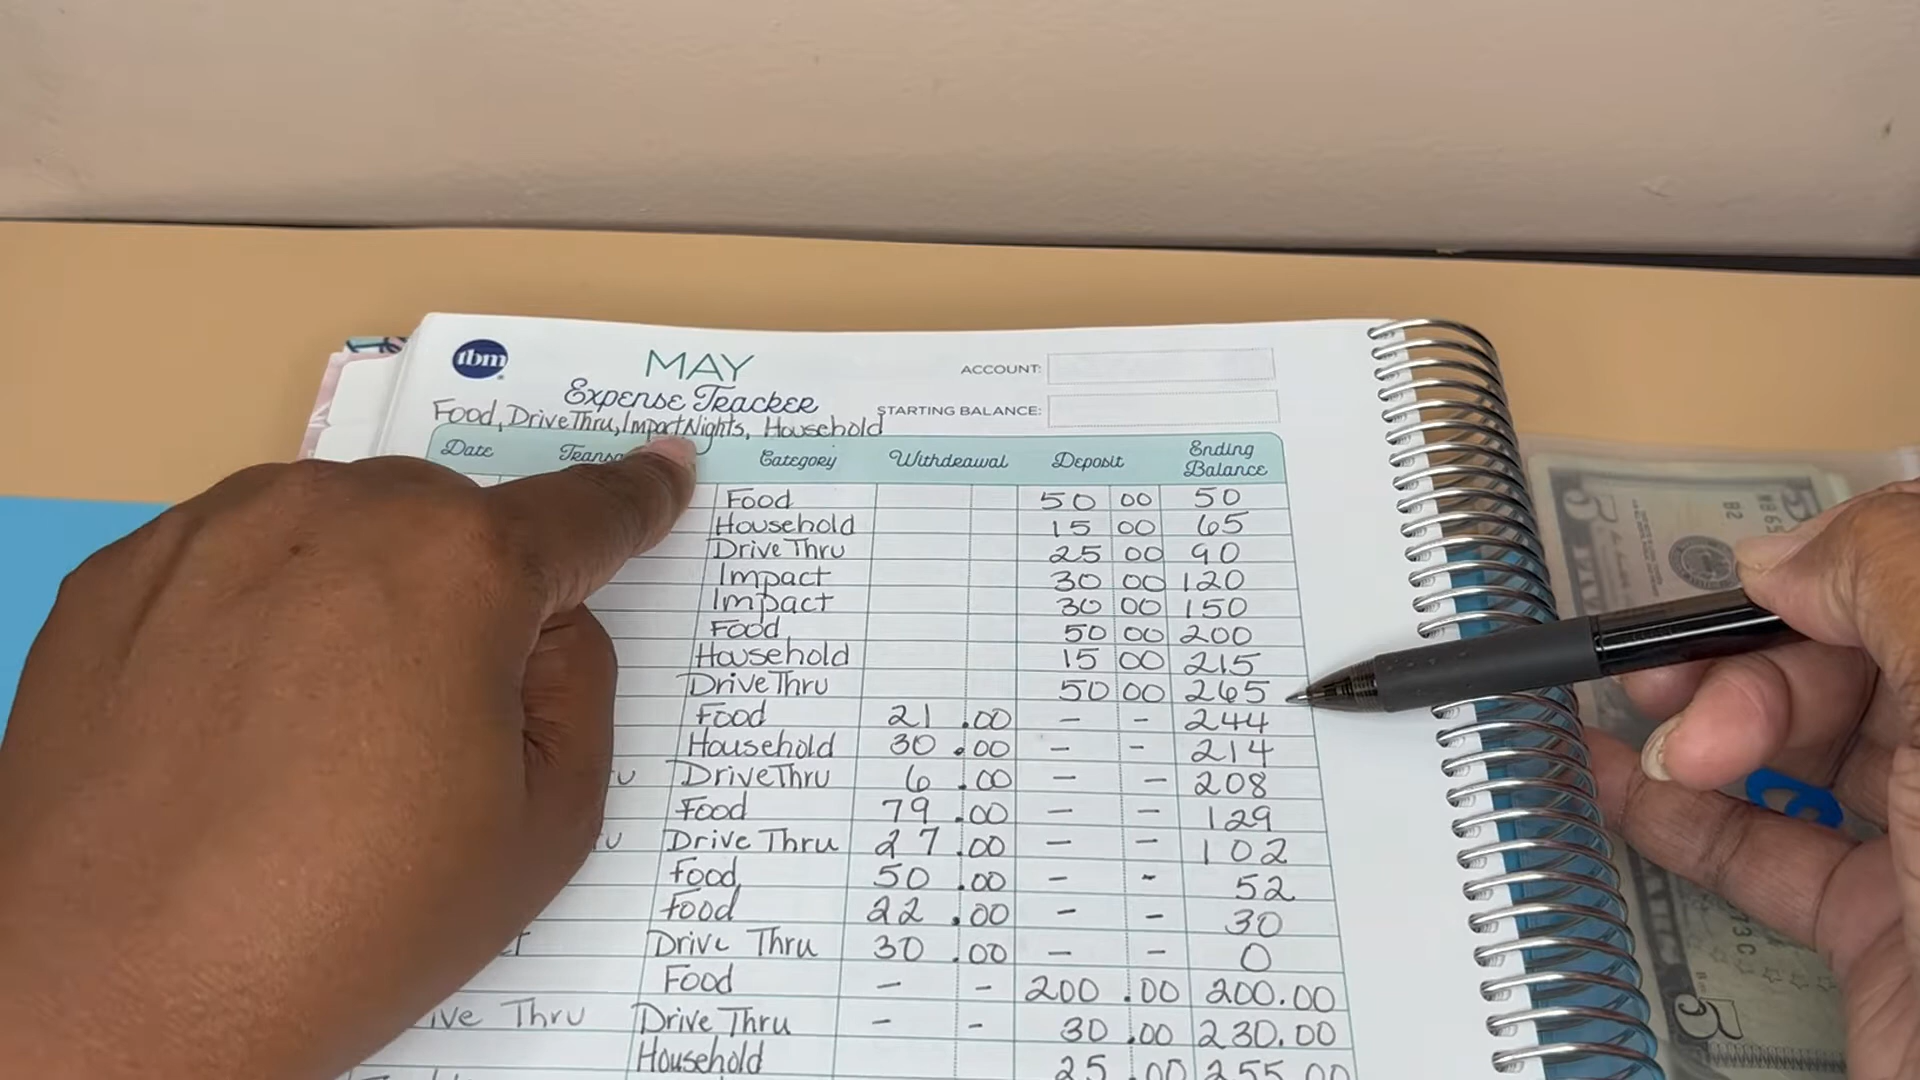 tbm
MAY
Expense Tracker
ACCOUNT:
STARTING BALANCE:
Food, Drive Thru, Impact Nights, Household
Date Category Withdrawal Deposit Ending Balance
Food 50 00 50
Household 15 00 65
Drive Thru 25 00 90
Impact 30 00 120
Impact 30 00 150
Food 50 00 200
Household 15 00 215
Drive Thru 50 00 265
Food 21 .00 – – 244
Household 30 .00 – – 214
Drive Thru 6 .00 – – 208
Food 79 .00 – – 129
Drive Thru 27 .00 – – 102
Food 50 .00 – - 52
Food 22 .00 – – 30
Drive Thru 30 .00 – – 0
Food – – 200 .00 200.00
ive Thru Drive Thru – – 30 .00 230.00
Household 25 .00 255.00